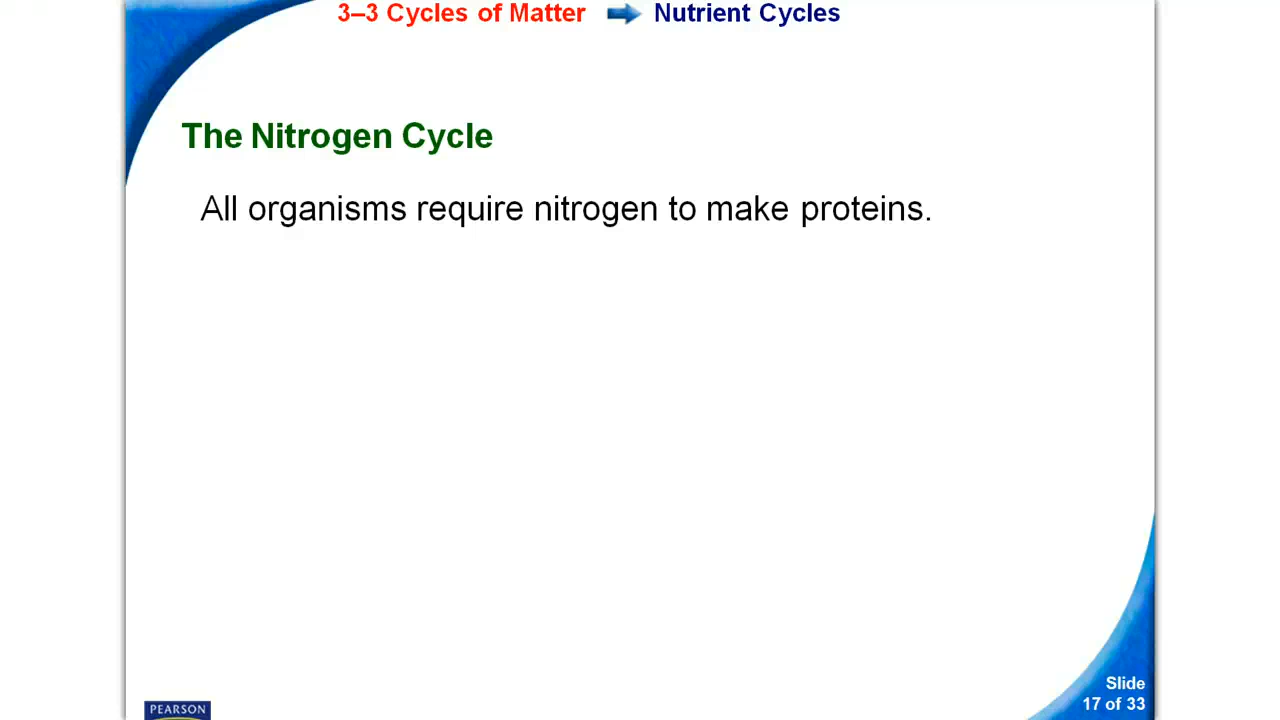 3–3 Cycles of Matter Nutrient Cycles
The Nitrogen Cycle
All organisms require nitrogen to make proteins.
Slide
17 of 33
PEARSON